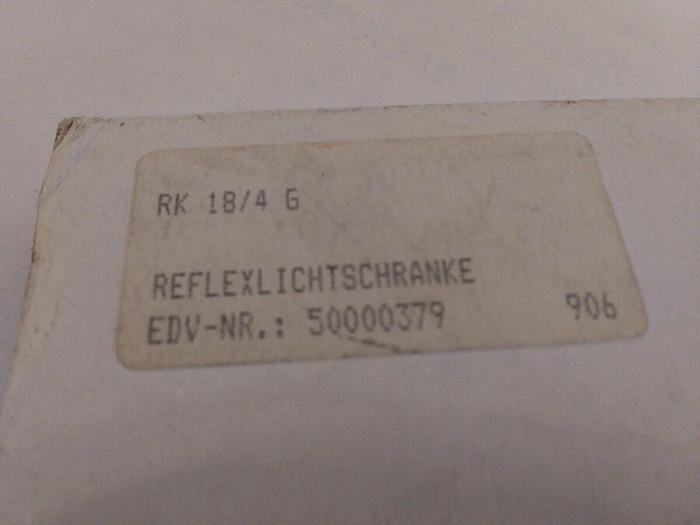 RK 18/4 G
REFLEXLICHTSCHRANKE
EDV-NR.: 50000379 906